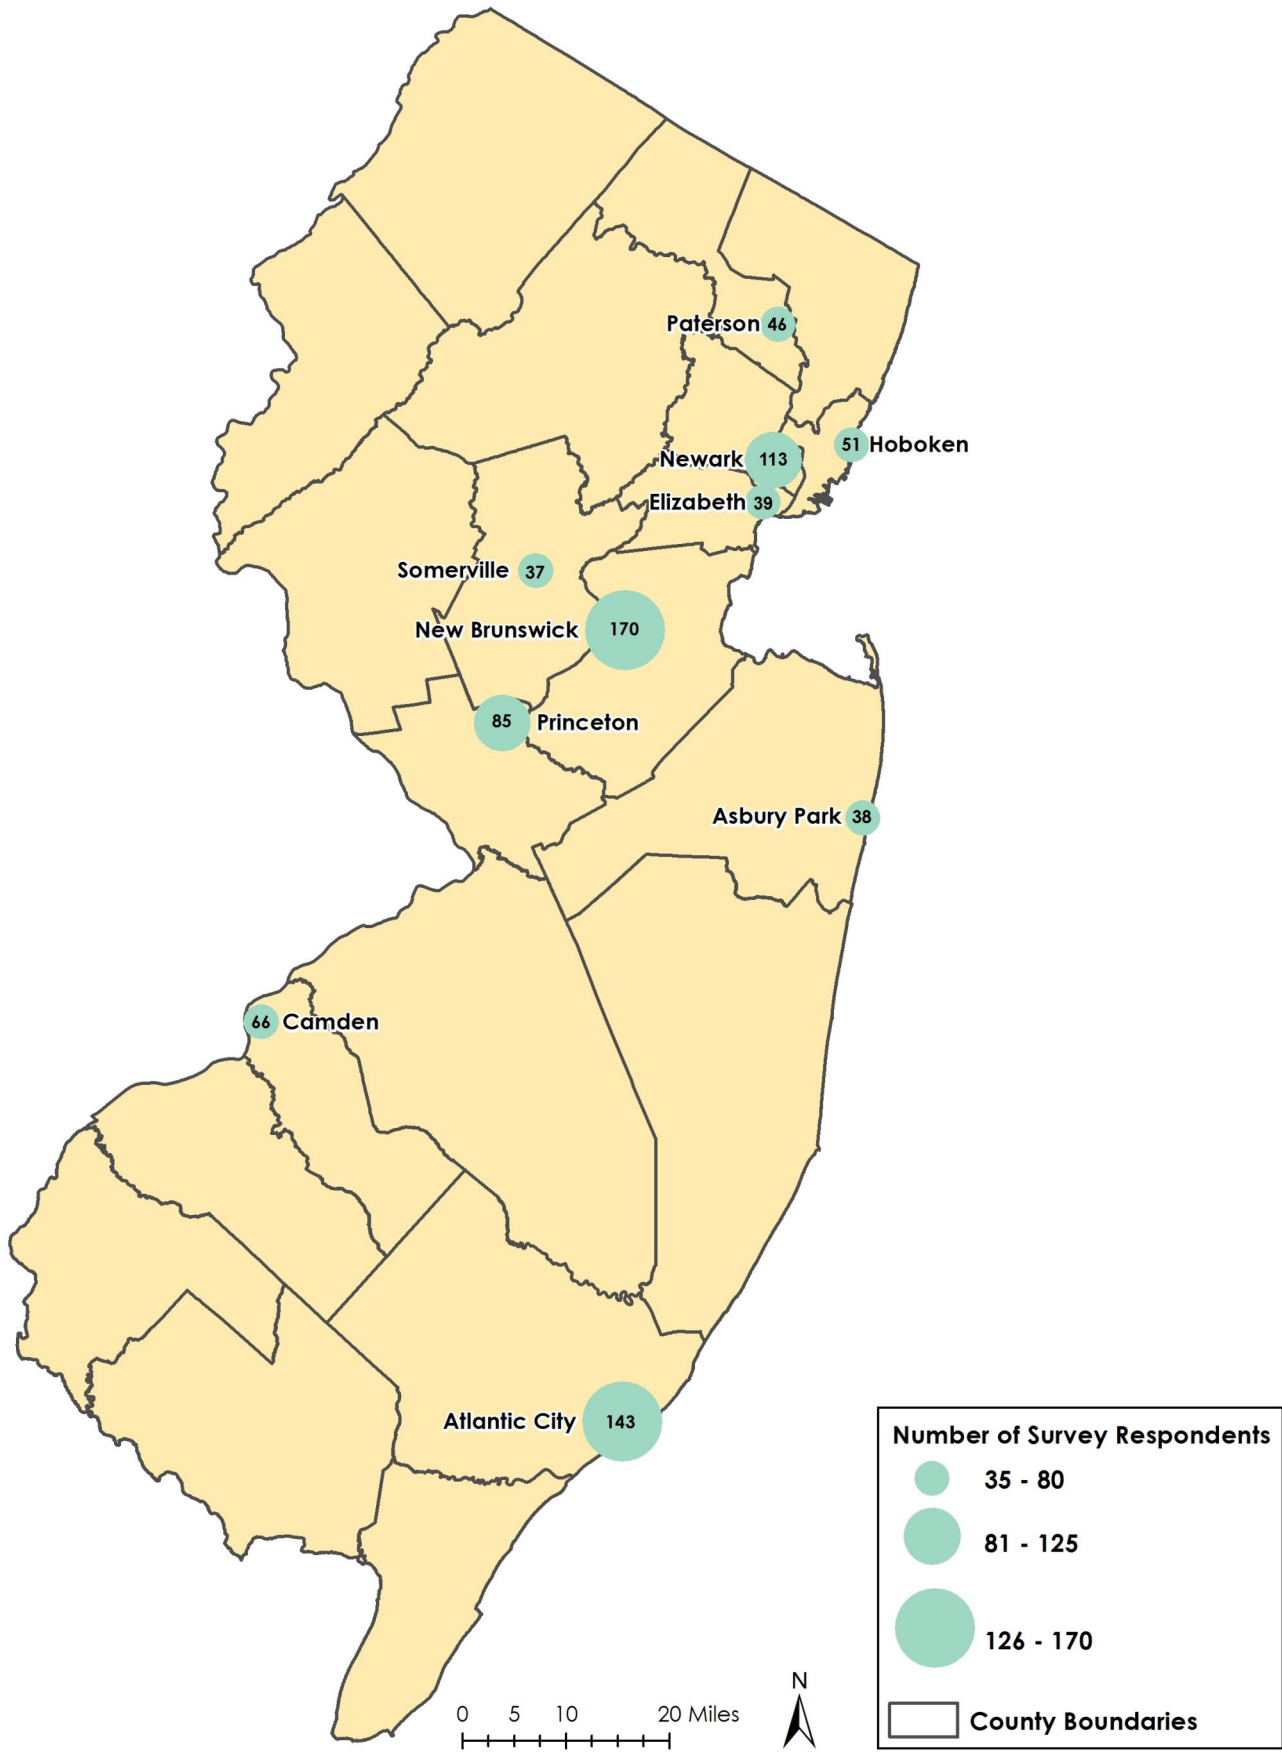 Paterson 46
51 Hoboken
Newark 113
Elizabeth 39
Somerville 37
New Brunswick 170
85 Princeton
Asbury Park 38
66 Camden
Atlantic City 143
Number of Survey Respondents
35 - 80
81 - 125
126 - 170
County Boundaries
N
0 5 10 20 Miles